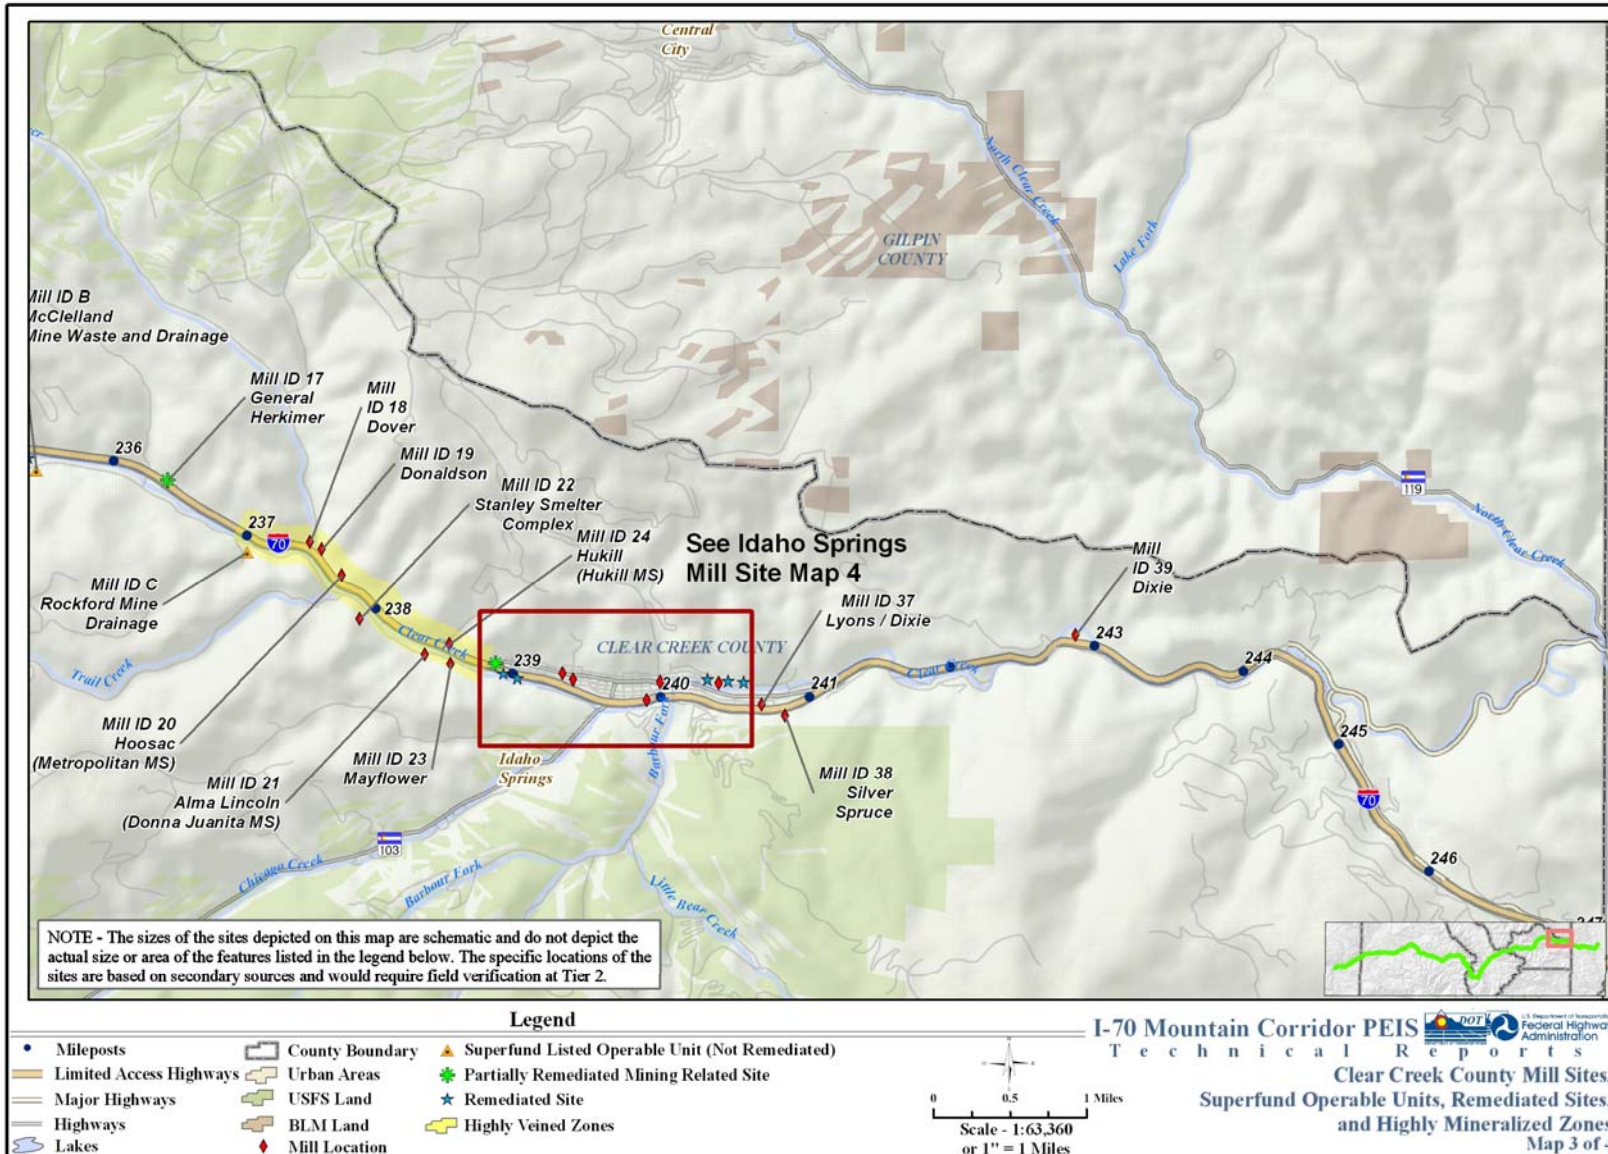 Central
City
North Clear Creek
Lake Fork
GILPIN
COUNTY
Mill ID B
McClelland
Mine Waste and Drainage
Mill ID 17
General
Herkimer
Mill
ID 18
Dover
Mill ID 19
Donaldson
Mill ID 22
Stanley Smelter
Complex
Mill ID 24
Hukill
(Hukill MS)
See Idaho Springs
Mill Site Map 4
Mill ID 37
Lyons / Dixie
Mill
ID 39
Dixie
119
North Clear Creek
236
237
70
238
239
240
241
243
244
245
70
246
Mill ID C
Rockford Mine
Drainage
Clear Creek
CLEAR CREEK COUNTY
Clear Creek
Trail Creek
Mill ID 20
Hoosac
(Metropolitan MS)
Mill ID 21
Alma Lincoln
(Donna Juanita MS)
Mill ID 23
Mayflower
Idaho
Springs
Barbour Fork
Mill ID 38
Silver
Spruce
103
Chicago Creek
Barbour Fork
Little Bear Creek
NOTE - The sizes of the sites depicted on this map are schematic and do not depict the
actual size or area of the features listed in the legend below. The specific locations of the
sites are based on secondary sources and would require field verification at Tier 2.
Legend
Mileposts
Limited Access Highways
Major Highways
Highways
Lakes
County Boundary
Urban Areas
USFS Land
BLM Land
Mill Location
Superfund Listed Operable Unit (Not Remediated)
Partially Remediated Mining Related Site
Remediated Site
Highly Veined Zones
0 0.5 1 Miles
Scale - 1:63,360
or 1" = 1 Miles
I-70 Mountain Corridor PEIS
DOT
Federal Highway
Administration
Technical Reports
Clear Creek County Mill Sites,
Superfund Operable Units, Remediated Sites,
and Highly Mineralized Zones
Map 3 of 4